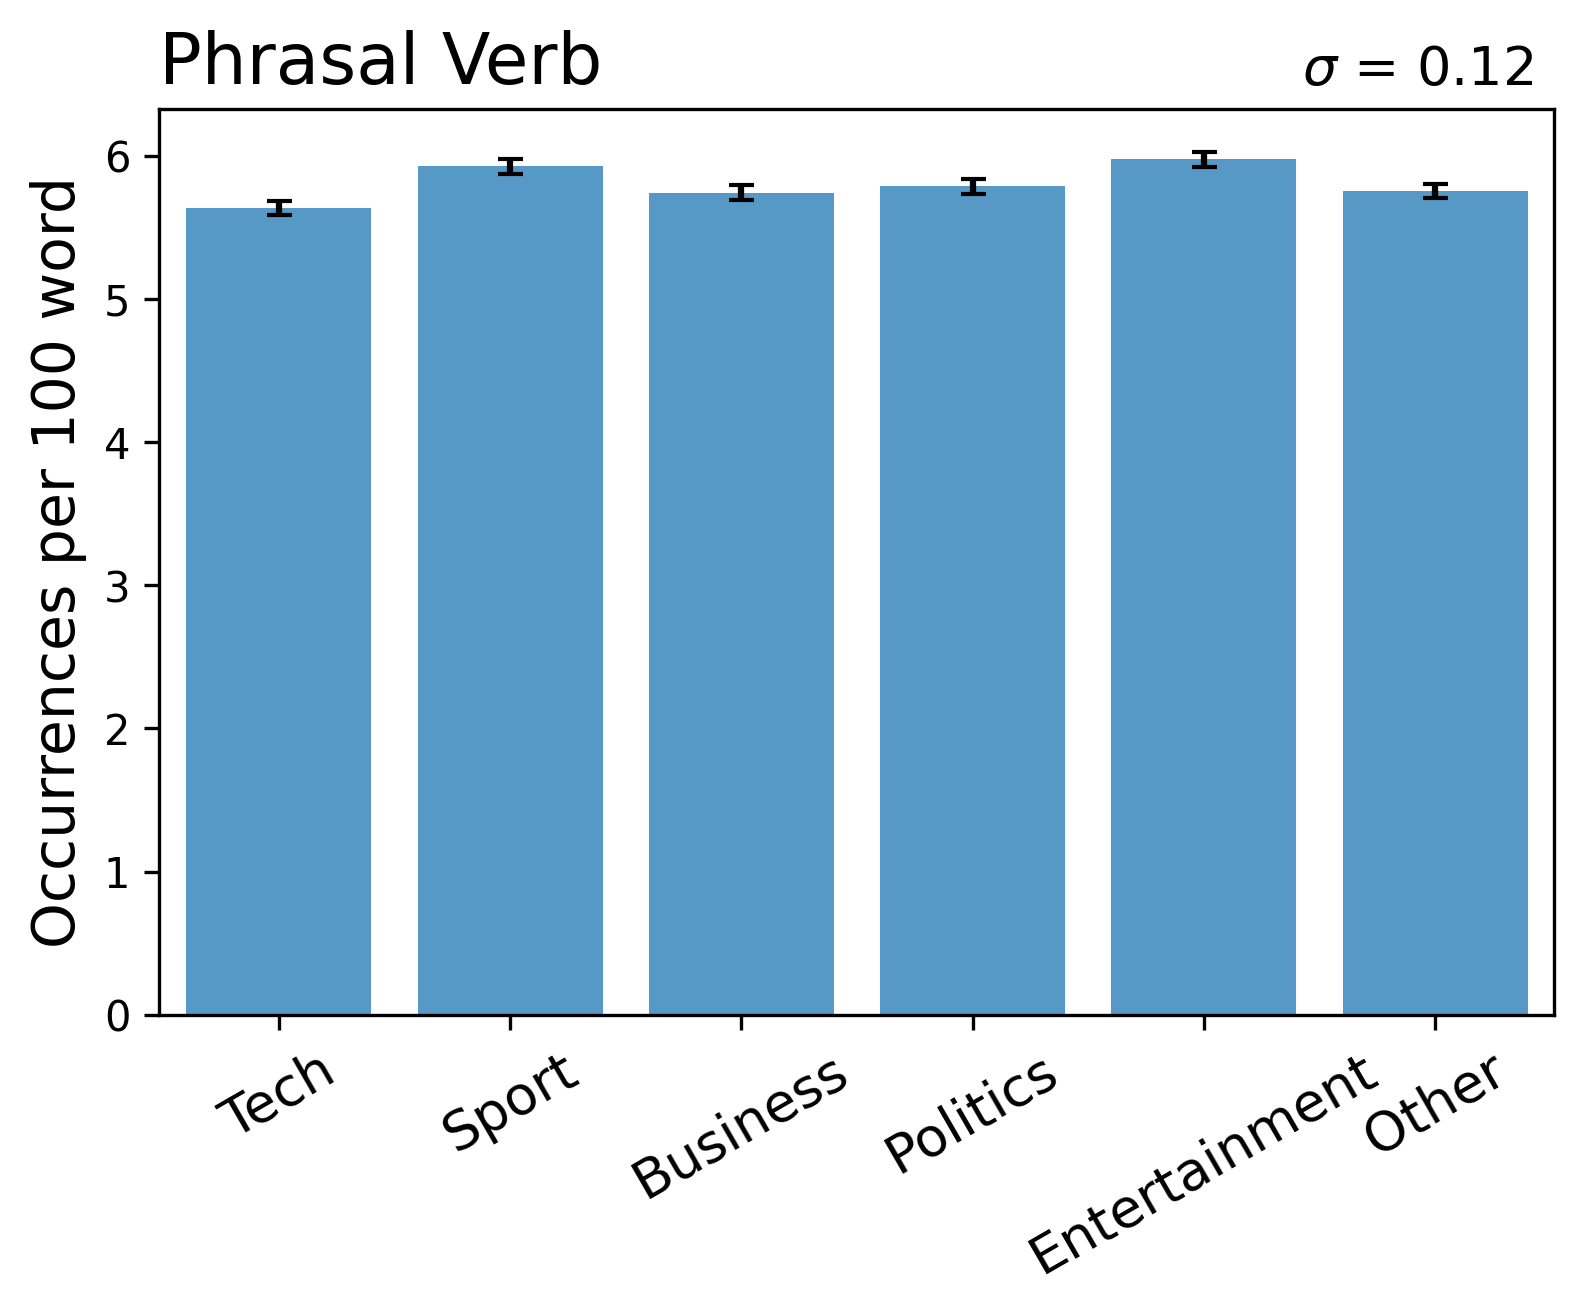 Phrasal Verb
σ = 0.12
Occurrences per 100 word
6
5
4
3
2
1
0
Tech
Sport
Business
Politics
Entertainment
Other